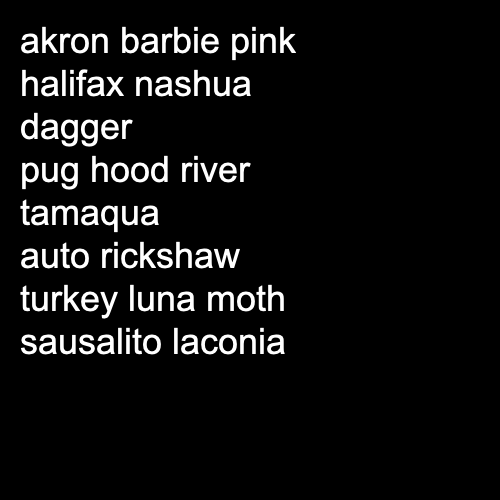 akron barbie pink
halifax nashua
dagger
pug hood river
tamaqua
auto rickshaw
turkey luna moth
sausalito laconia